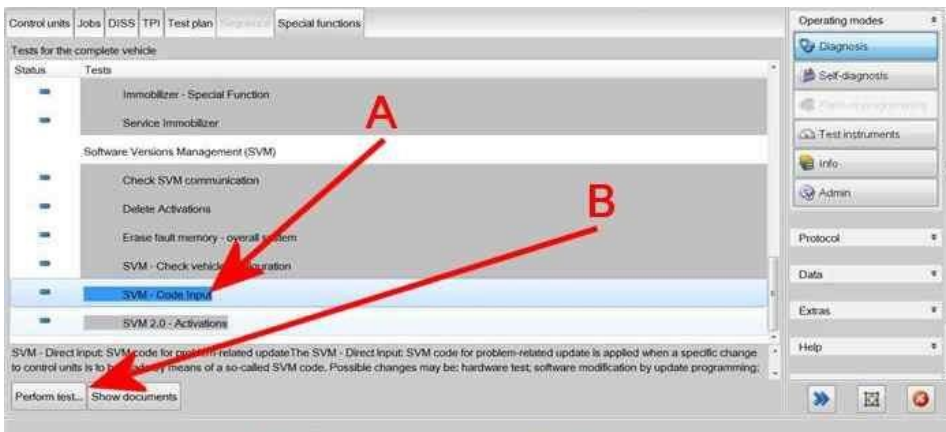 Control units Jobs DISS TPI Test plan Special functions
Tests for the complete vehicle
Status Tests
Immobilizer - Special Function
Service Immobilizer
Software Versions Management (SVM)
Check SVM communication
Delete Activations
Erase fault memory - overall system
SVM - Check vehicle configuration
SVM - Code Input
SVM 2.0 - Activations
SVM - Direct Input: SVM code for problem-related updateThe SVM - Direct Input: SVM code for problem-related update is applied when a specific change
to control units is to be made by means of a so-called SVM code. Possible changes may be: hardware test; software modification by update programming;
Perform test... Show documents
A
B
Operating modes
Diagnosis
Self-diagnosis
Test instruments
Info
Admin
Protocol
Data
Extras
Help